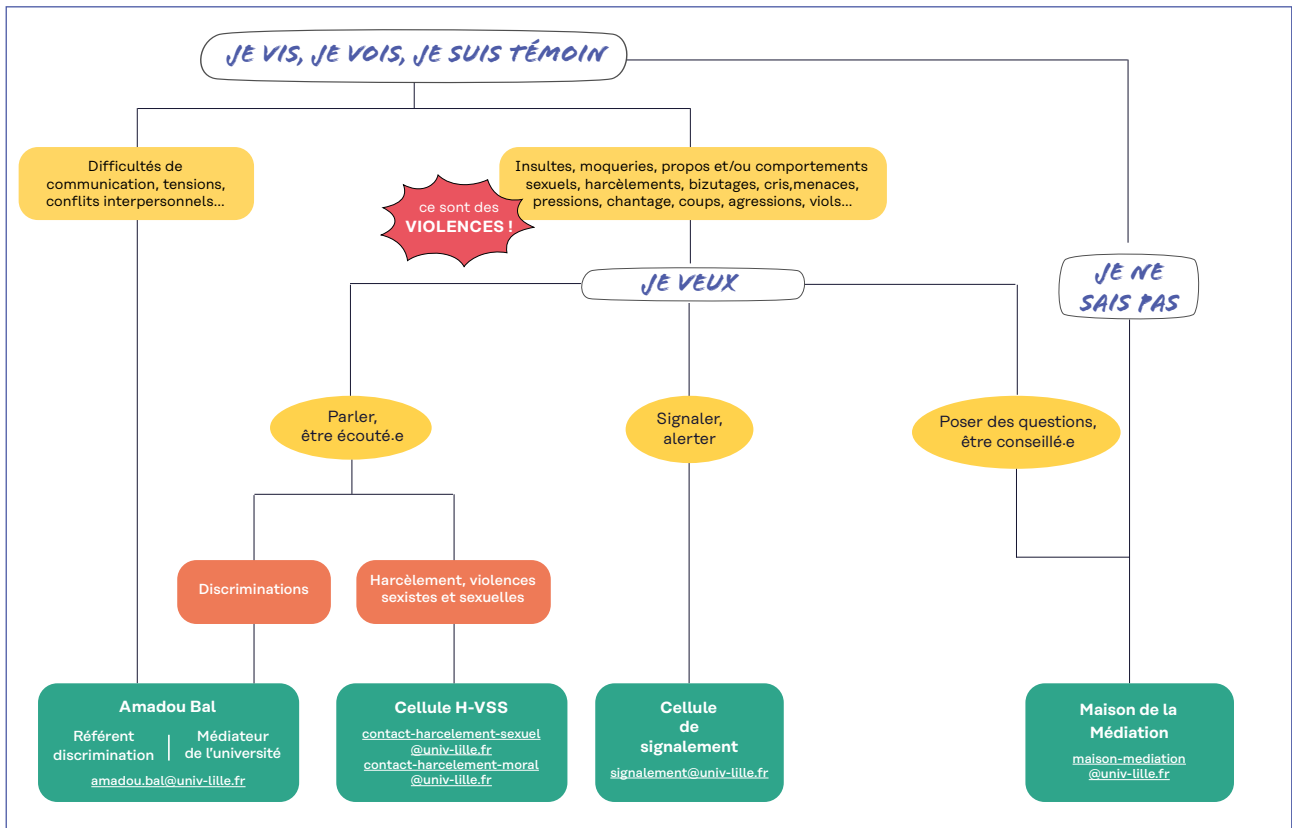 JE VIS, JE VOIS, JE SUIS TÉMOIN
Difficultés de
communication, tensions,
conflits interpersonnels...
Insultes, moqueries, propos et/ou comportements
sexuels, harcèlements, bizutages, cris,menaces,
pressions, chantage, coups, agressions, viols...
ce sont des
VIOLENCES !
JE VEUX
JE NE
SAIS PAS
Parler,
être écouté·e
Signaler,
alerter
Poser des questions,
être conseillé·e
Discriminations
Harcèlement, violences
sexistes et sexuelles
Amadou Bal
Référent
discrimination
Médiateur
de l'université
amadou.bal@univ-lille.fr
Cellule H-VSS
contact-harcelement-sexuel
@univ-lille.fr
contact-harcelement-moral
@univ-lille.fr
Cellule
de
signalement
signalement@univ-lille.fr
Maison de la
Médiation
maison-mediation
@univ-lille.fr